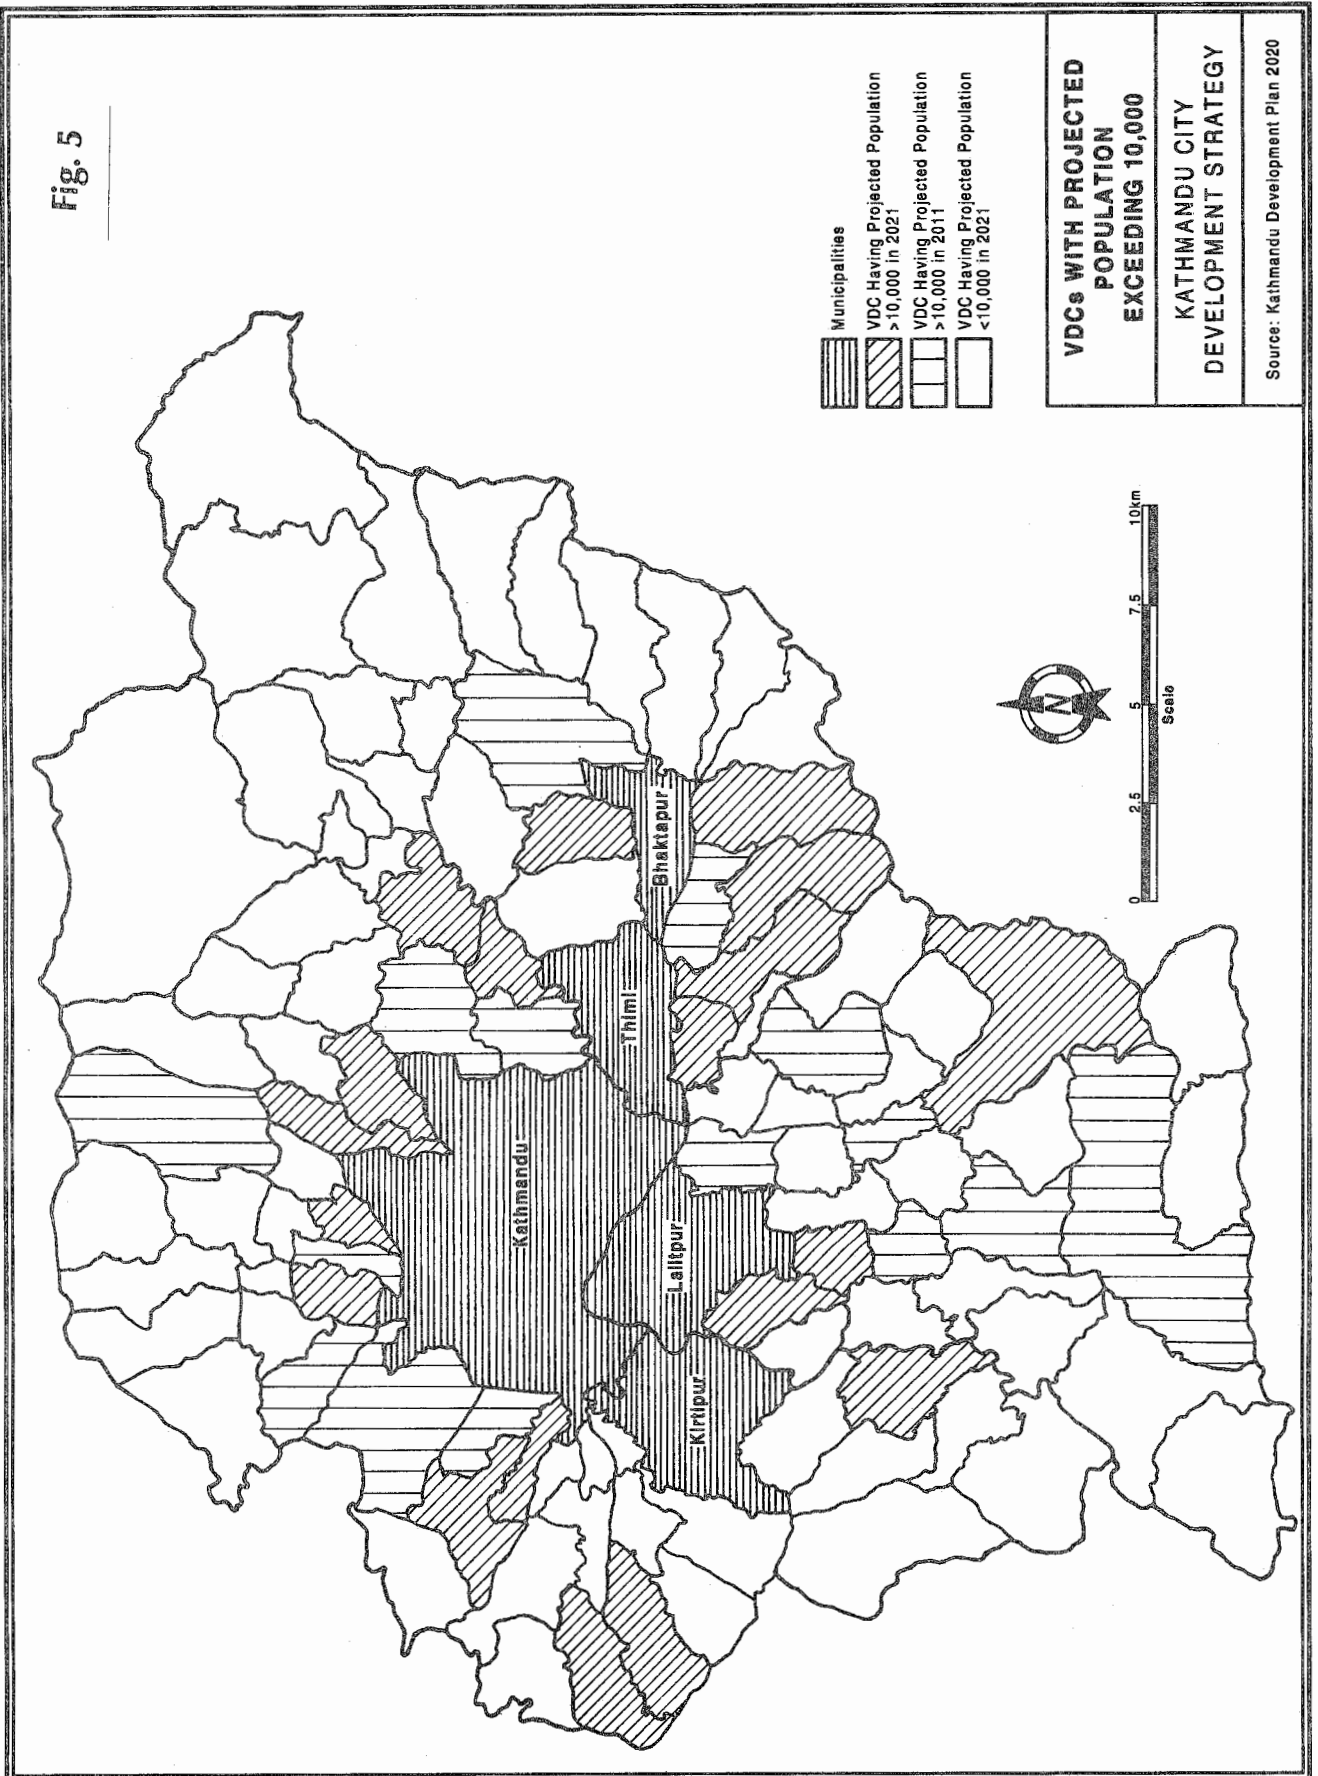 Fig. 5
Municipalities
VDC Having Projected Population
>10,000 in 2021
VDC Having Projected Population
>10,000 in 2011
VDC Having Projected Population
<10,000 in 2021
Bhaktapur
Thimi
Kathmandu
Lalitpur
Kirtipur
N
0 2.5 5 7.5 10km
Scale
VDCs WITH PROJECTED
POPULATION
EXCEEDING 10,000
KATHMANDU CITY
DEVELOPMENT STRATEGY
Source: Kathmandu Development Plan 2020